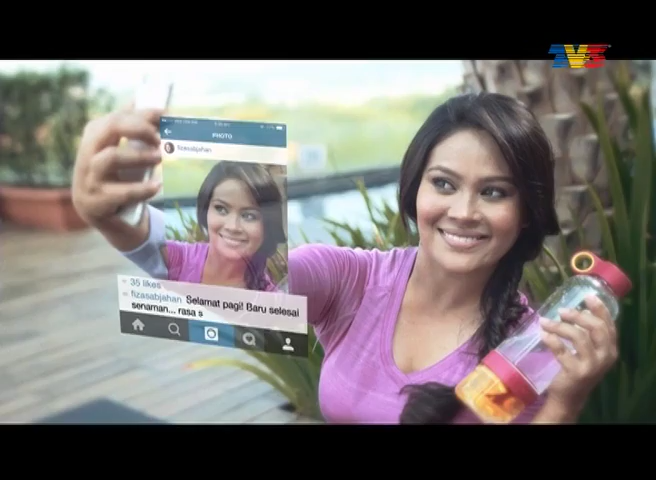 TV3
PHOTO
fizasabjahan
35 likes
fizasabjahan Selamat pagi! Baru selesai
senaman... rasa s